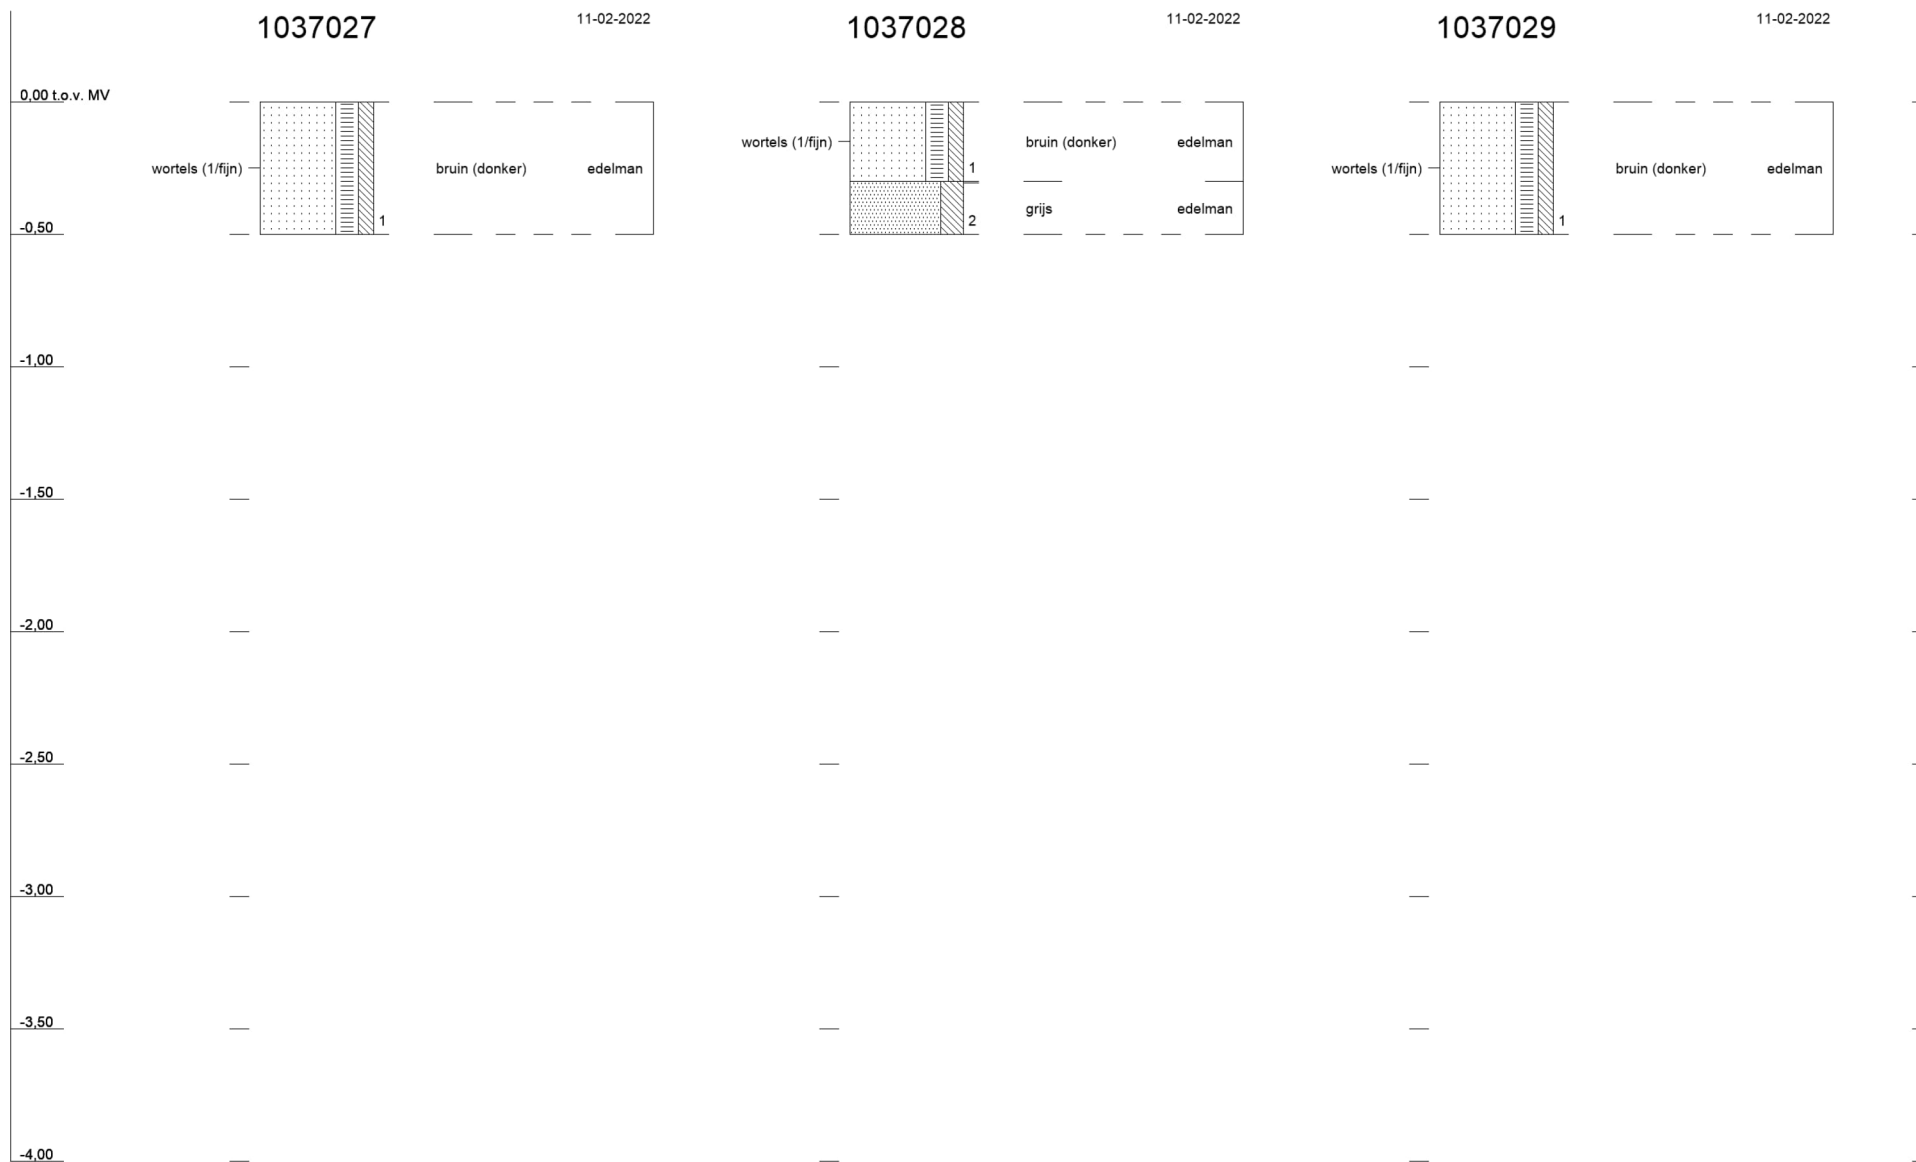 1037027 11-02-2022 1037028 11-02-2022 1037029 11-02-2022
0,00 t.o.v. MV
wortels (1/fijn) bruin (donker) edelman 1
wortels (1/fijn) bruin (donker) edelman 1
grijs edelman 2
wortels (1/fijn) bruin (donker) edelman 1
-0,50
-1,00
-1,50
-2,00
-2,50
-3,00
-3,50
-4,00